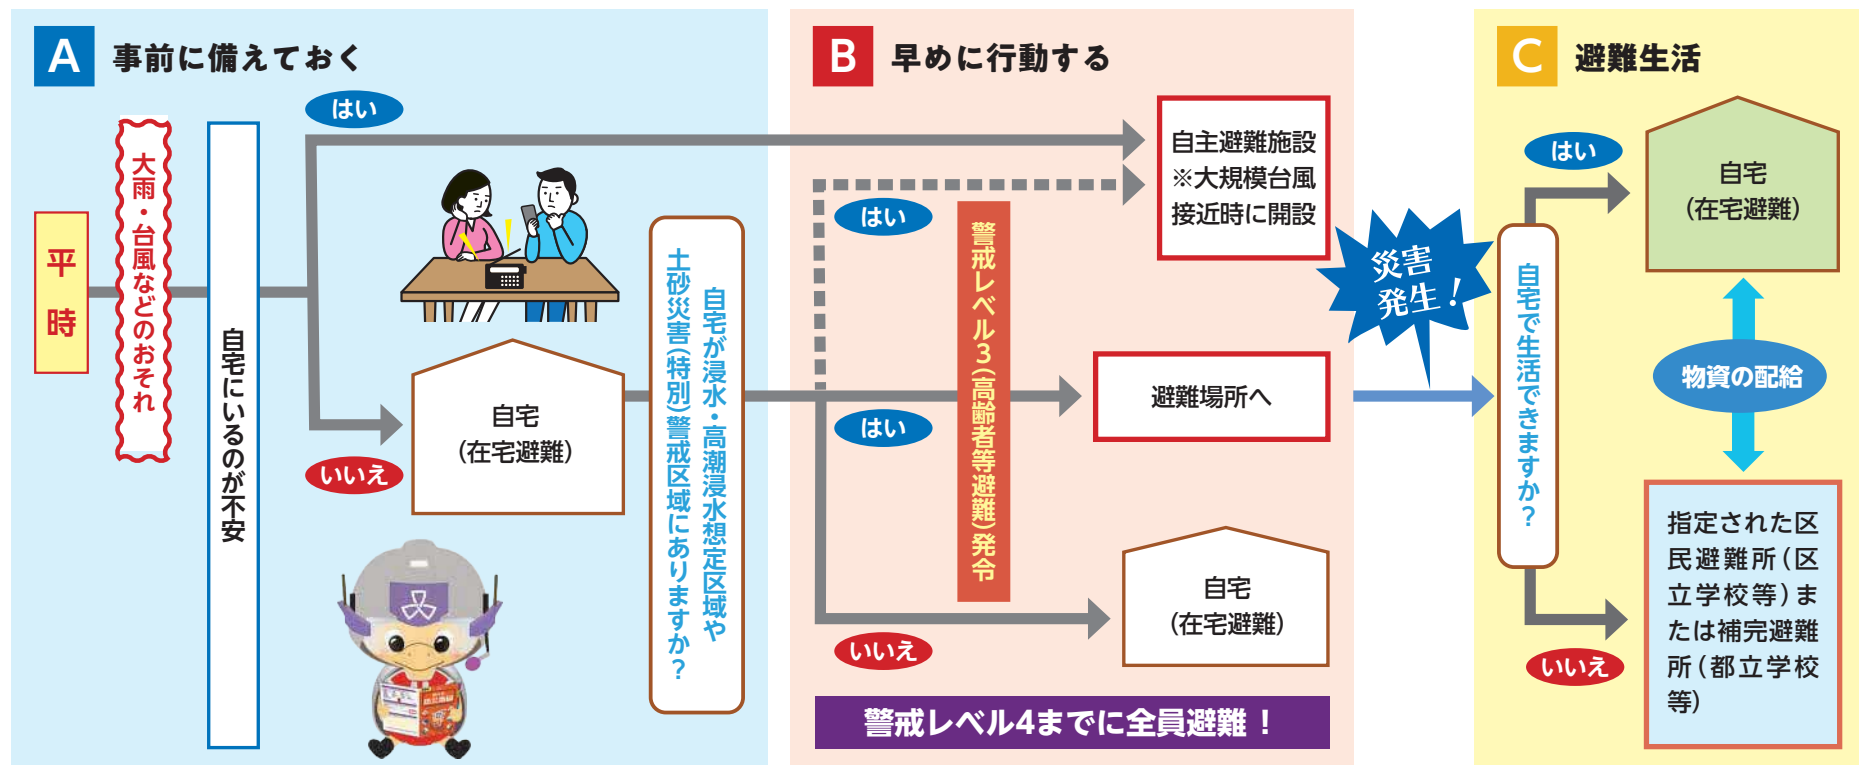 A 事前に備えておく
平時
大雨・台風などのおそれ
自宅にいるのが不安
はい
いいえ
自宅
（在宅避難）
自宅が浸水・高潮浸水想定区域や
土砂災害（特別）警戒区域にありますか？
B 早めに行動する
はい
はい
いいえ
警戒レベル3（高齢者等避難）発令
自主避難施設
※大規模台風
接近時に開設
避難場所へ
自宅
（在宅避難）
警戒レベル4までに全員避難！
災害
発生！
C 避難生活
自宅で生活できますか？
はい
いいえ
自宅
（在宅避難）
物資の配給
指定された区
民避難所（区
立学校等）ま
たは補完避難
所（都立学校
等）